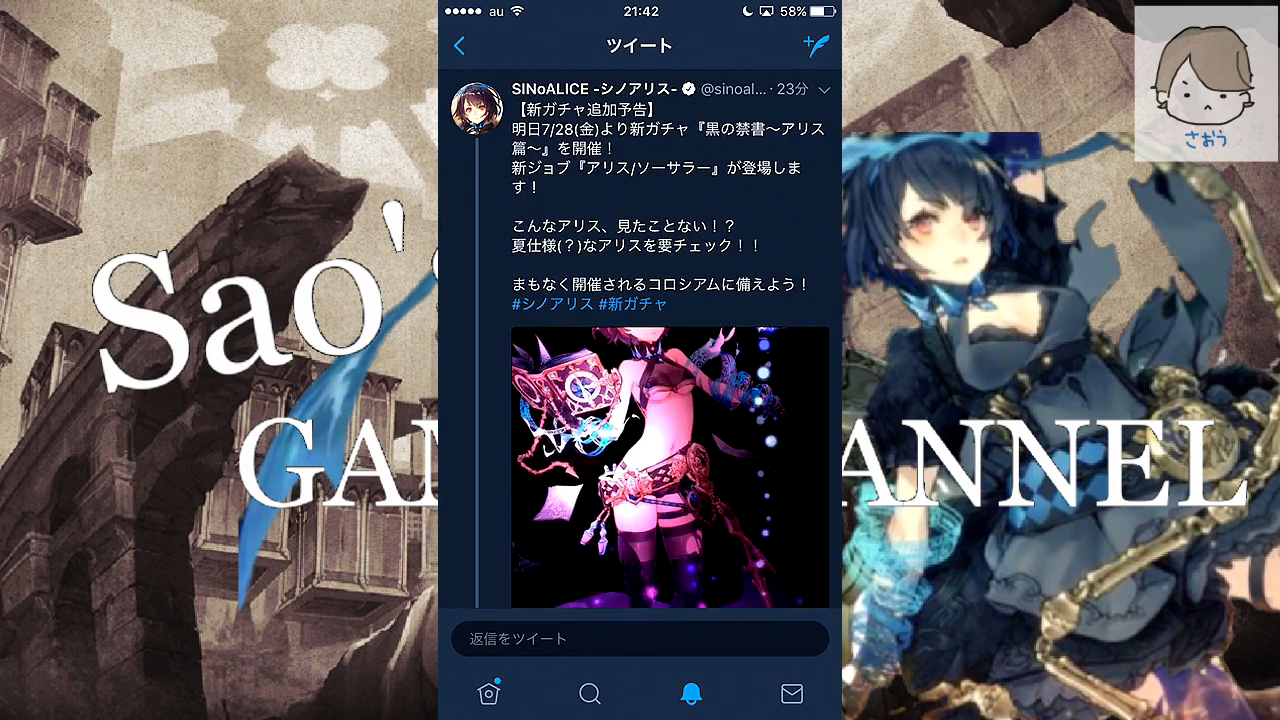 au
21:42
58%
ツイート
SINoALICE -シノアリス- @sinoal... · 23分
【新ガチャ追加予告】
明日7/28(金)より新ガチャ『黒の禁書〜アリス
篇〜』を開催！
新ジョブ『アリス/ソーサラー』が登場しま
す！
こんなアリス、見たことない！？
夏仕様(？)なアリスを要チェック！！
まもなく開催されるコロシアムに備えよう！
#シノアリス #新ガチャ
返信をツイート
さおう
Sao's
GA
ANNEL